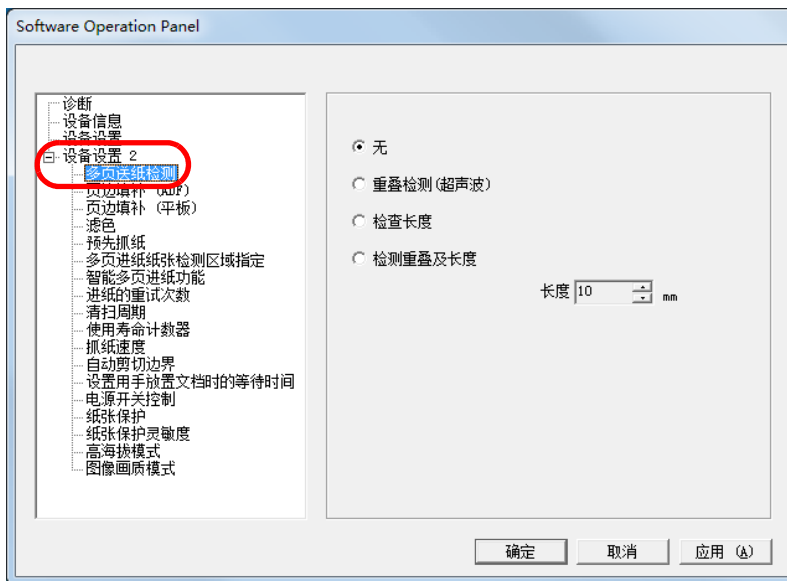 Software Operation Panel
诊断
设备信息
设备设置
设备设置 2
多页送纸检测
页边填补 (ADF)
页边填补 (平板)
滤色
预先抓纸
多页进纸纸张检测区域指定
智能多页进纸功能
进纸的重试次数
清扫周期
使用寿命计数器
抓纸速度
自动剪切边界
设置用手放置文档时的等待时间
电源开关控制
纸张保护
纸张保护灵敏度
高海拔模式
图像画质模式
无
重叠检测(超声波)
检查长度
检测重叠及长度
长度 10 mm
确定 取消 应用 (A)